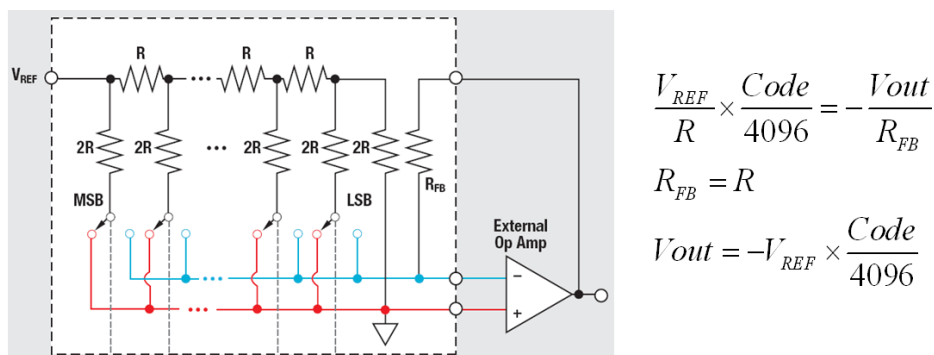 R R R
V_REF
2R 2R ... 2R 2R 2R
R_FB
MSB LSB
External
Op Amp
−
+
V_REF / R × Code / 4096 = − Vout / R_FB
R_FB = R
Vout = −V_REF × Code / 4096